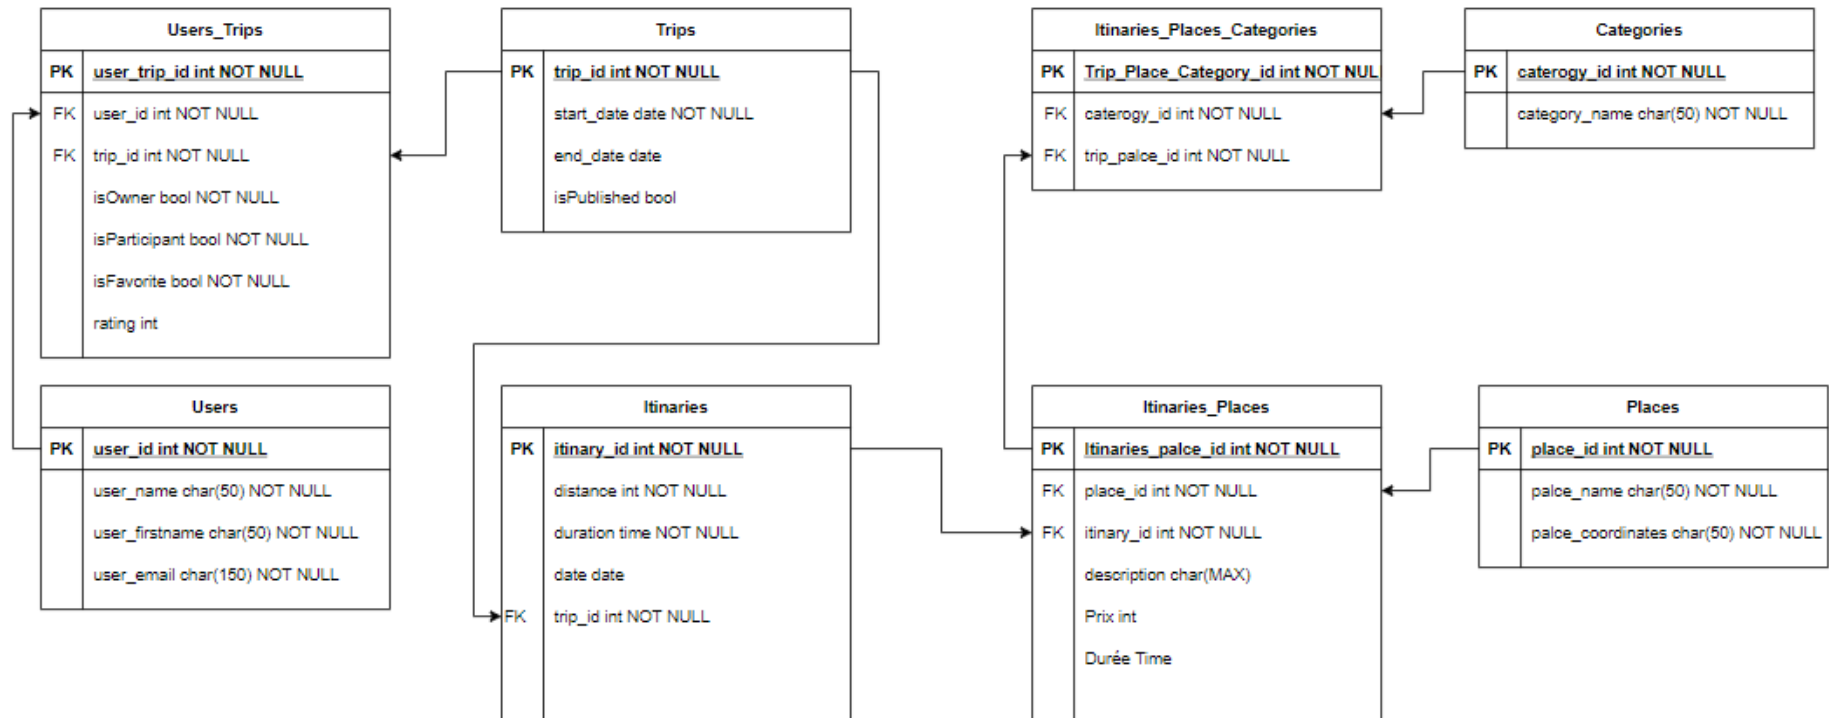 Users_Trips
PK user_trip_id int NOT NULL
FK user_id int NOT NULL
FK trip_id int NOT NULL
isOwner bool NOT NULL
isParticipant bool NOT NULL
isFavorite bool NOT NULL
rating int
Trips
PK trip_id int NOT NULL
start_date date NOT NULL
end_date date
isPublished bool
Itinaries_Places_Categories
PK Trip_Place_Category_id int NOT NUL
FK caterogy_id int NOT NULL
FK trip_palce_id int NOT NULL
Categories
PK caterogy_id int NOT NULL
category_name char(50) NOT NULL
Users
PK user_id int NOT NULL
user_name char(50) NOT NULL
user_firstname char(50) NOT NULL
user_email char(150) NOT NULL
Itinaries
PK itinary_id int NOT NULL
distance int NOT NULL
duration time NOT NULL
date date
FK trip_id int NOT NULL
Itinaries_Places
PK Itinaries_palce_id int NOT NULL
FK place_id int NOT NULL
FK itinary_id int NOT NULL
description char(MAX)
Prix int
Durée Time
Places
PK place_id int NOT NULL
palce_name char(50) NOT NULL
palce_coordinates char(50) NOT NULL